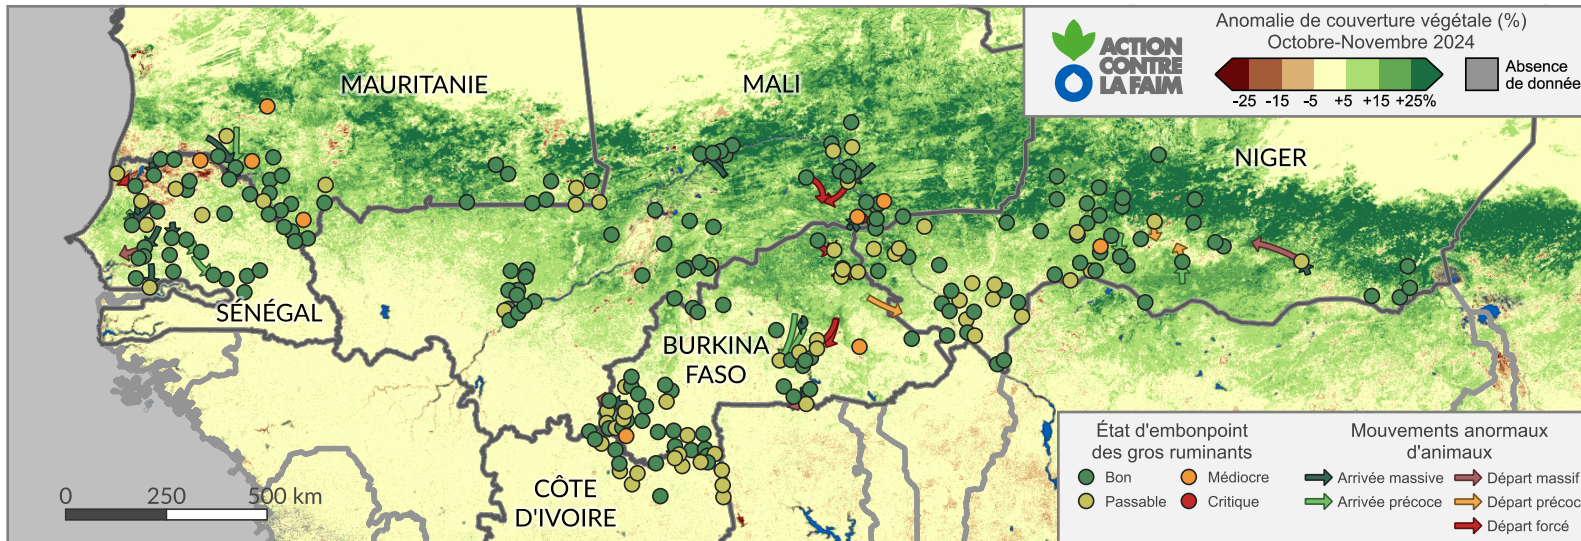 MAURITANIE
MALI
NIGER
SÉNÉGAL
BURKINA
FASO
CÔTE
D'IVOIRE
0 250 500 km
ACTION
CONTRE
LA FAIM
Anomalie de couverture végétale (%)
Octobre-Novembre 2024
-25 -15 -5 +5 +15 +25%
Absence
de donnée
État d'embonpoint
des gros ruminants
Bon
Médiocre
Passable
Critique
Mouvements anormaux
d'animaux
Arrivée massive
Départ massif
Arrivée précoce
Départ précoc
Départ forcé